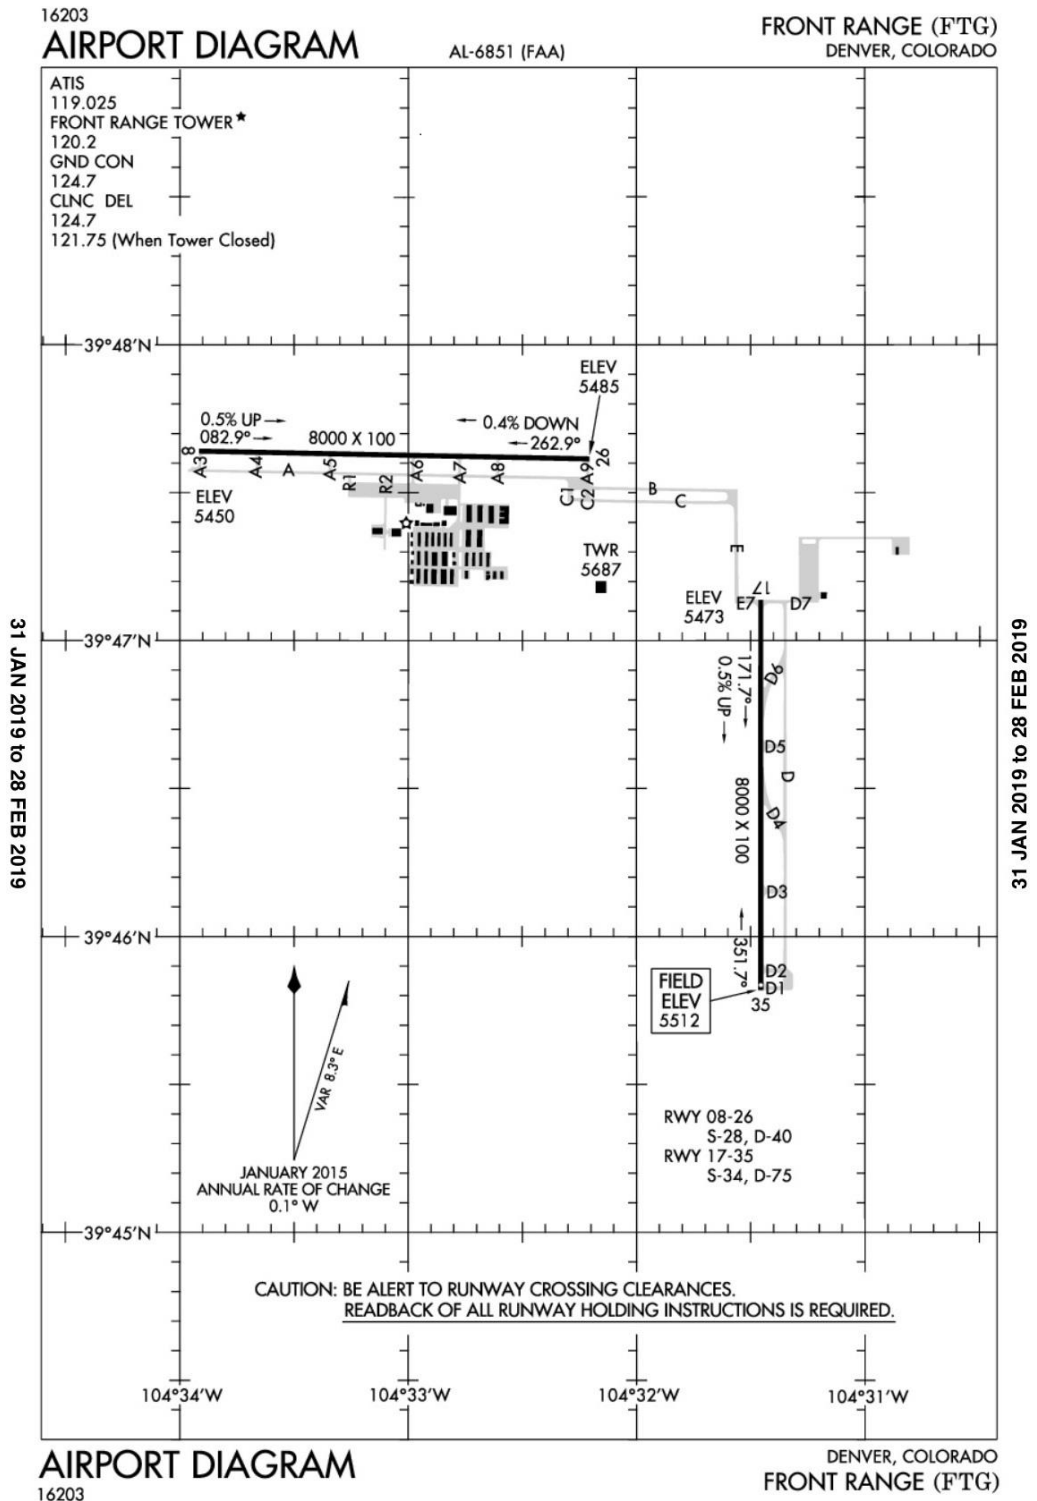 16203
AIRPORT DIAGRAM
AL-6851 (FAA)
FRONT RANGE (FTG)
DENVER, COLORADO
ATIS
119.025
FRONT RANGE TOWER★
120.2
GND CON
124.7
CLNC DEL
124.7
121.75 (When Tower Closed)
39°48'N
ELEV
5485
0.5% UP
082.9°
8000 X 100
0.4% DOWN
262.9°
8
26
A3
A4
A
A5
A6
A7
A8
A9
R1
R2
C1
C2
B
C
ELEV
5450
E
TWR
5687
ELEV
5473
17
E7
D7
39°47'N
171.7°
0.5% UP
D6
D5
D
D4
8000 X 100
D3
39°46'N
351.7°
D2
D1
35
FIELD
ELEV
5512
VAR 8.3° E
JANUARY 2015
ANNUAL RATE OF CHANGE
0.1° W
RWY 08-26
S-28, D-40
RWY 17-35
S-34, D-75
39°45'N
CAUTION: BE ALERT TO RUNWAY CROSSING CLEARANCES.
READBACK OF ALL RUNWAY HOLDING INSTRUCTIONS IS REQUIRED.
104°34'W
104°33'W
104°32'W
104°31'W
31 JAN 2019 to 28 FEB 2019
31 JAN 2019 to 28 FEB 2019
AIRPORT DIAGRAM
16203
DENVER, COLORADO
FRONT RANGE (FTG)